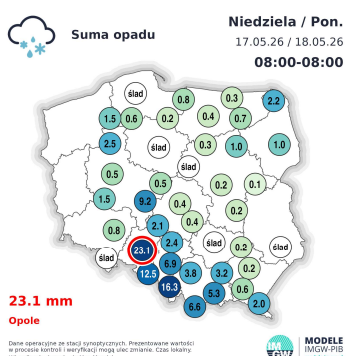 Niedziela / Pon.
Suma opadu
17.05.26 / 18.05.26
08:00-08:00
ślad
0.8
0.3
2.2
1.5
0.6
0.2
0.4
0.7
2.5
ślad
0.3
1.0
1.0
ślad
0.5
0.5
0.2
0.1
1.5
9.2
0.4
0.2
0.4
2.1
0.8
2.4
ślad
0.2
ślad
23.1
ślad
6.9
0.2
12.5
3.8
3.2
16.3
5.3
0.6
6.6
2.0
23.1 mm
Opole
Dane operacyjne ze stacji synoptycznych. Prezentowane wartości
w procesie kontroli i weryfikacji mogą ulec zmianie. Czas lokalny.
IM
GW
MODELE
IMGW-PIB